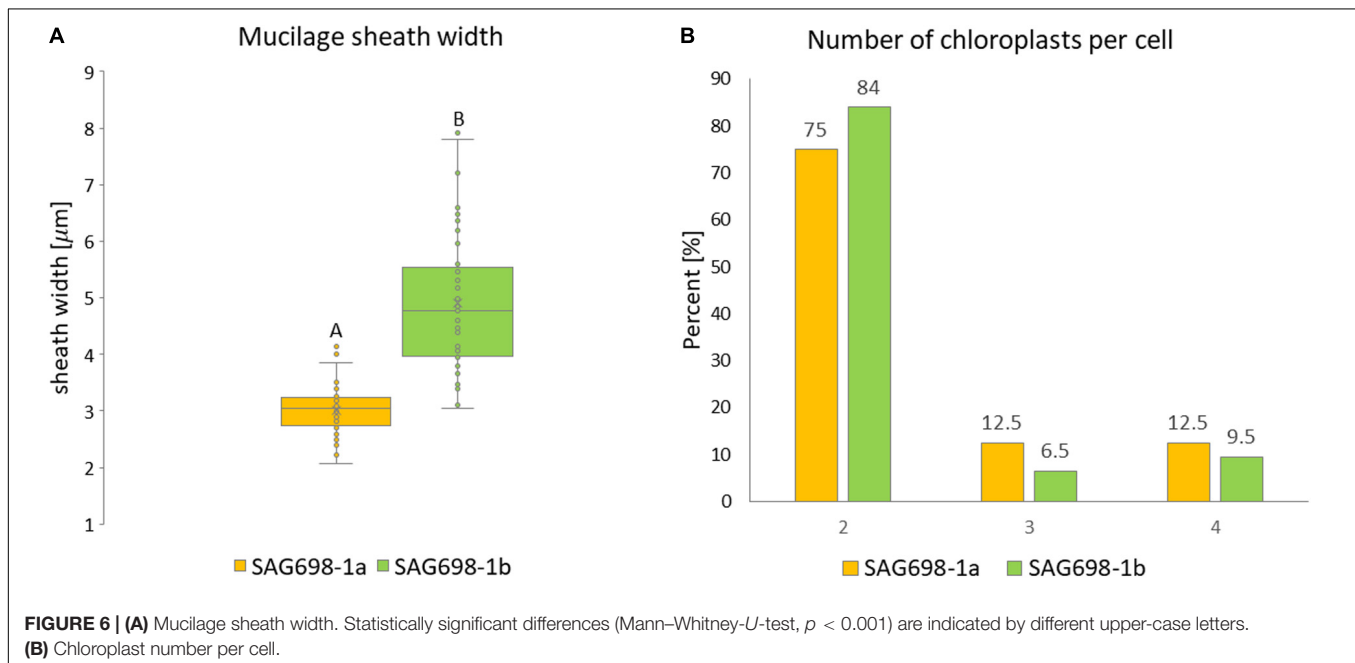 A
Mucilage sheath width
9
8
7
6
5
4
3
2
1
sheath width [μm]
A
B
SAG698-1a SAG698-1b
B
Number of chloroplasts per cell
90
80
70
60
50
40
30
20
10
0
Percent [%]
75
84
12.5
6.5
12.5
9.5
2 3 4
SAG698-1a SAG698-1b
FIGURE 6 | (A) Mucilage sheath width. Statistically significant differences (Mann–Whitney-U-test, p < 0.001) are indicated by different upper-case letters.
(B) Chloroplast number per cell.